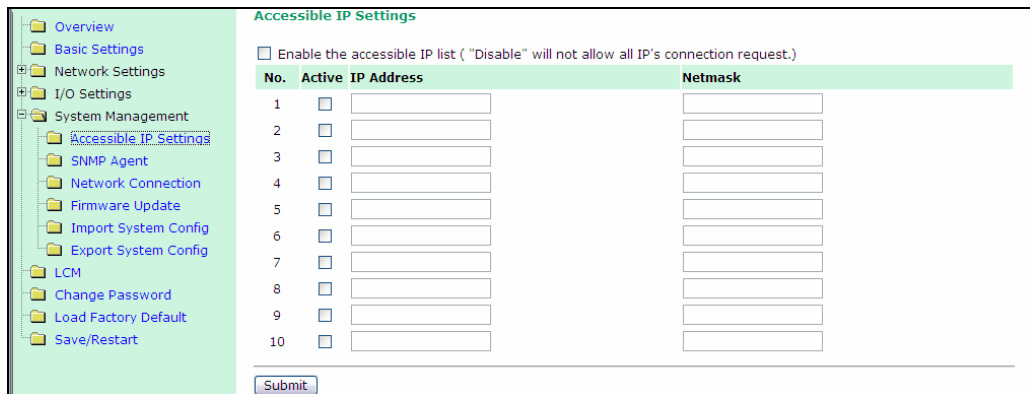 Overview
Basic Settings
Network Settings
I/O Settings
System Management
Accessible IP Settings
SNMP Agent
Network Connection
Firmware Update
Import System Config
Export System Config
LCM
Change Password
Load Factory Default
Save/Restart
Accessible IP Settings
Enable the accessible IP list ( "Disable" will not allow all IP's connection request.)
No. Active IP Address Netmask
1
2
3
4
5
6
7
8
9
10
Submit